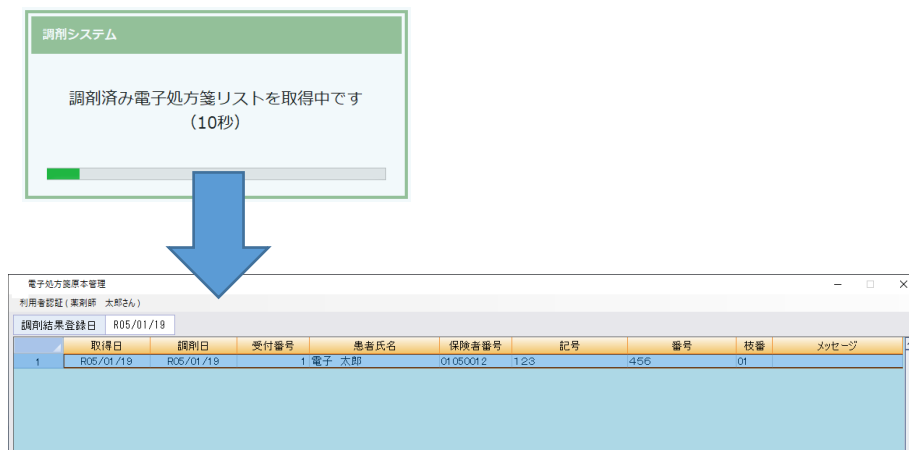 調剤システム
調剤済み電子処方箋リストを取得中です
（10秒）
電子処方箋原本管理
利用者認証(薬剤師 太郎さん)
調剤結果登録日 R05/01/19
取得日 調剤日 受付番号 患者氏名 保険者番号 記号 番号 枝番 メッセージ
1 R05/01/19 R05/01/19 1 電子 太郎 01050012 123 456 01